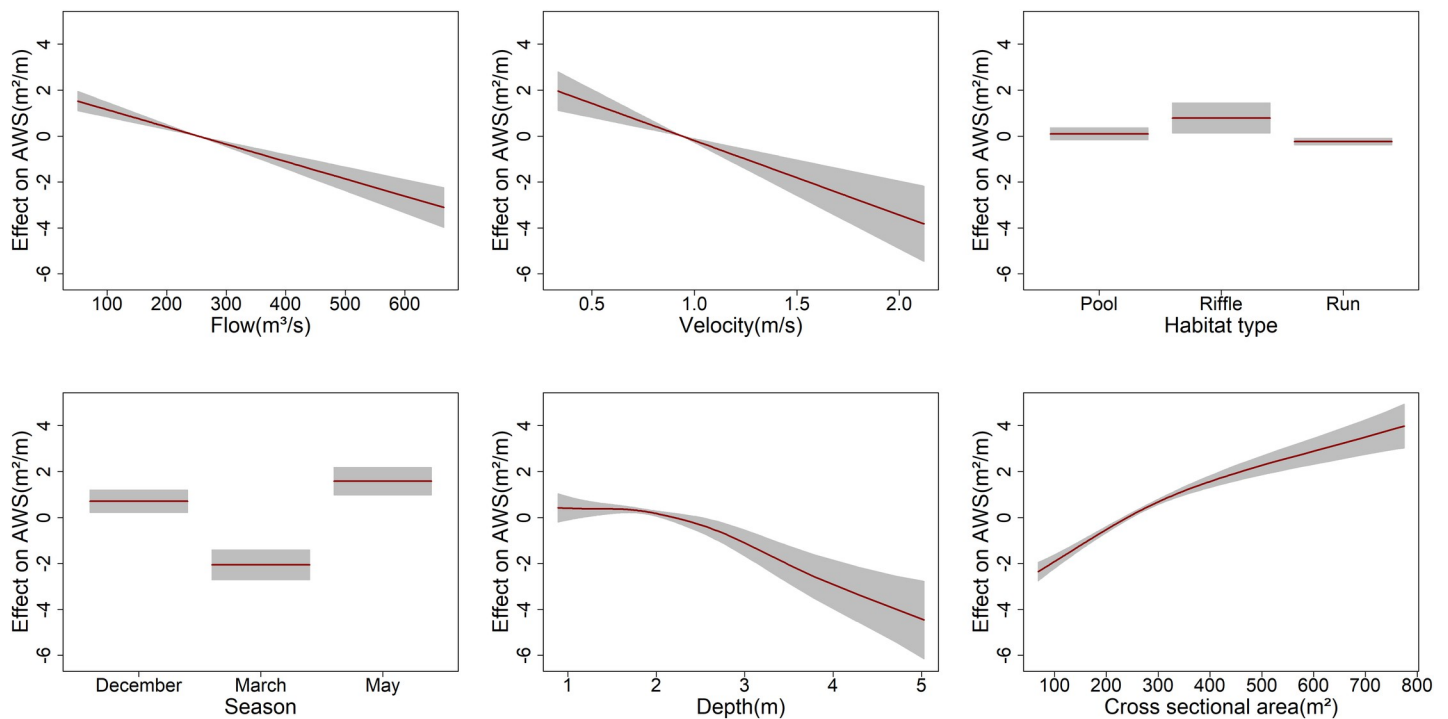 Effect on AWS(m²/m)
4
2
0
-2
-4
-6
100 200 300 400 500 600
Flow(m³/s)
Effect on AWS(m²/m)
4
2
0
-2
-4
-6
0.5 1.0 1.5 2.0
Velocity(m/s)
Effect on AWS(m²/m)
4
2
0
-2
-4
-6
Pool Riffle Run
Habitat type
Effect on AWS(m²/m)
4
2
0
-2
-4
-6
December March May
Season
Effect on AWS(m²/m)
4
2
0
-2
-4
-6
1 2 3 4 5
Depth(m)
Effect on AWS(m²/m)
4
2
0
-2
-4
-6
100 200 300 400 500 600 700 800
Cross sectional area(m²)